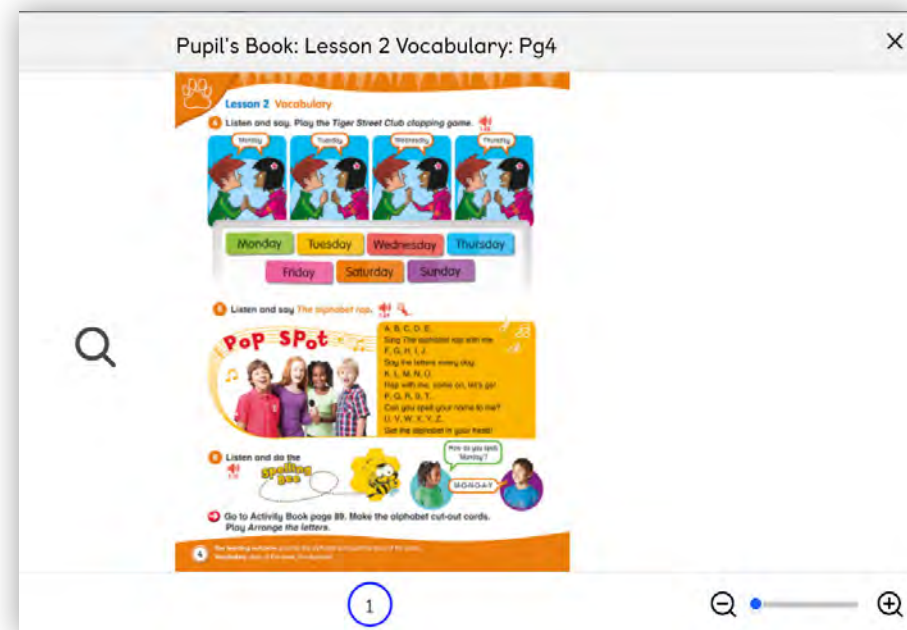 Pupil's Book: Lesson 2 Vocabulary: Pg4
Lesson 2 Vocabulary
4 Listen and say. Play the Tiger Street Club clapping game.
Monday
Tuesday
Wednesday
Thursday
Monday Tuesday Wednesday Thursday
Friday Saturday Sunday
5 Listen and say The alphabet rap.
POP SPOt
A, B, C, D, E.
Sing The alphabet rap with me.
F, G, H, I, J.
Say the letters every day.
K, L, M, N, O.
Rap with me, come on, let's go!
P, Q, R, S, T.
Can you spell your name to me?
U, V, W, X, Y, Z.
Get the alphabet in your head!
6 Listen and do the
Spelling
Bee
How do you spell
'Monday'?
M-O-N-D-A-Y
Go to Activity Book page 89. Make the alphabet cut-out cards.
Play Arrange the letters.
4
1